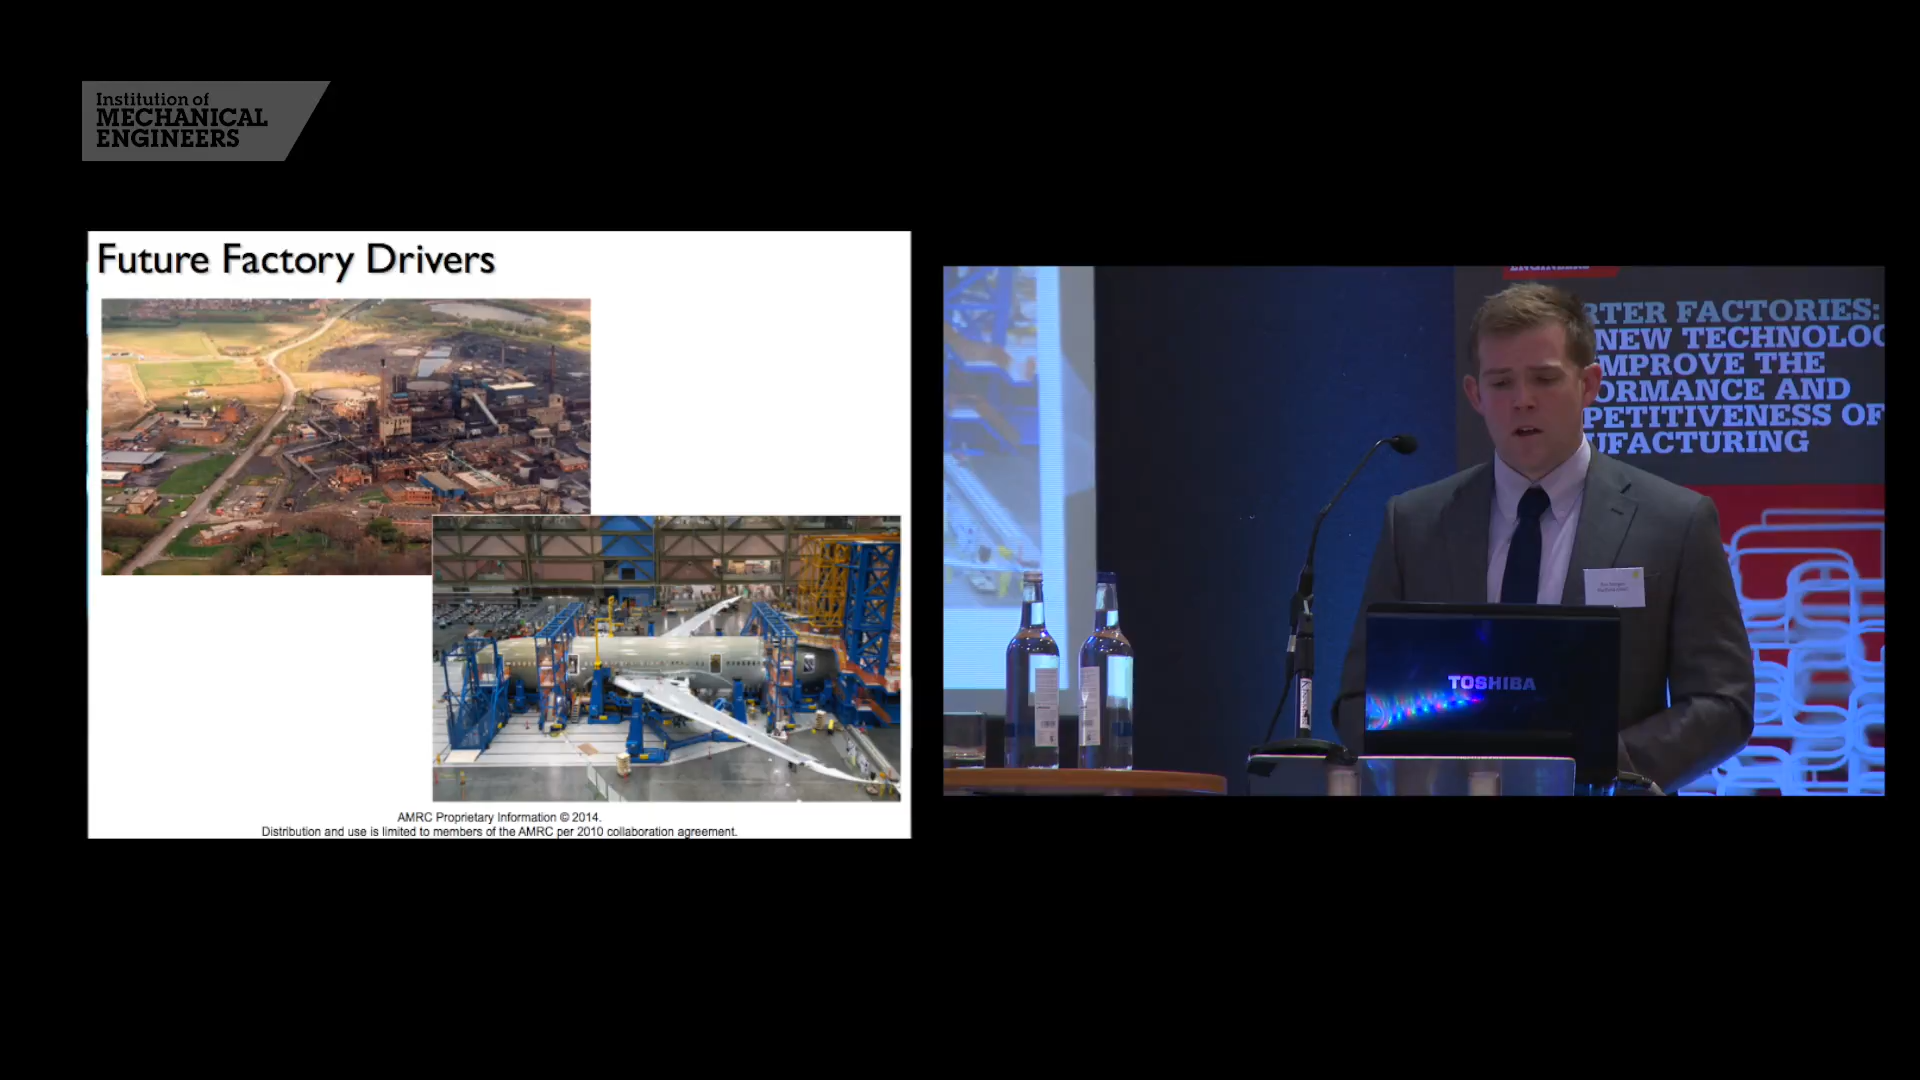 Institution of
MECHANICAL
ENGINEERS
Future Factory Drivers
AMRC Proprietary Information © 2014.
Distribution and use is limited to members of the AMRC per 2010 collaboration agreement.
ENGINEERS
RTER FACTORIES:
NEW TECHNOLOG
MPROVE THE
ORMANCE AND
PETITIVENESS OF
UFACTURING
TOSHIBA